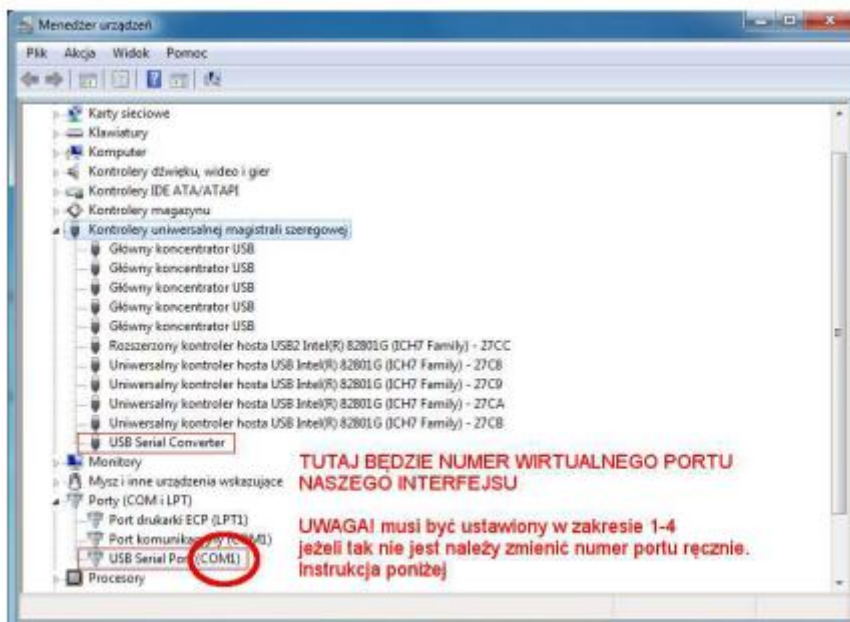 Menedżer urządzeń
Plik Akcja Widok Pomoc
Karty sieciowe
Klawiatury
Komputer
Kontrolery dźwięku, wideo i gier
Kontrolery IDE ATA/ATAPI
Kontrolery magazynu
Kontrolery uniwersalnej magistrali szeregowej
Główny koncentrator USB
Główny koncentrator USB
Główny koncentrator USB
Główny koncentrator USB
Główny koncentrator USB
Rozszerzony kontroler hosta USB2 Intel(R) 82801G (ICH7 Family) - 27CC
Uniwersalny kontroler hosta USB Intel(R) 82801G (ICH7 Family) - 27C8
Uniwersalny kontroler hosta USB Intel(R) 82801G (ICH7 Family) - 27C9
Uniwersalny kontroler hosta USB Intel(R) 82801G (ICH7 Family) - 27CA
Uniwersalny kontroler hosta USB Intel(R) 82801G (ICH7 Family) - 27CB
USB Serial Converter
Monitory
Mysz i inne urządzenia wskazujące
Porty (COM i LPT)
Port drukarki ECP (LPT1)
Port komunikacyjny (COM1)
USB Serial Port (COM1)
Procesory
TUTAJ BĘDZIE NUMER WIRTUALNEGO PORTU
NASZEGO INTERFEJSU
UWAGA! musi być ustawiony w zakresie 1-4
jeżeli tak nie jest należy zmienić numer portu ręcznie.
Instrukcja poniżej